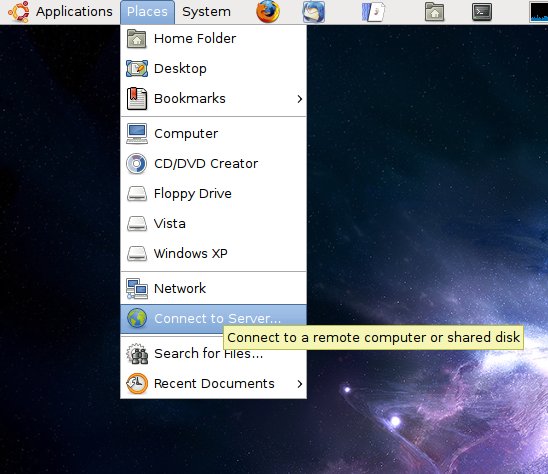 Applications Places System
Home Folder
Desktop
Bookmarks
Computer
CD/DVD Creator
Floppy Drive
Vista
Windows XP
Network
Connect to Server...
Connect to a remote computer or shared disk
Search for Files...
Recent Documents